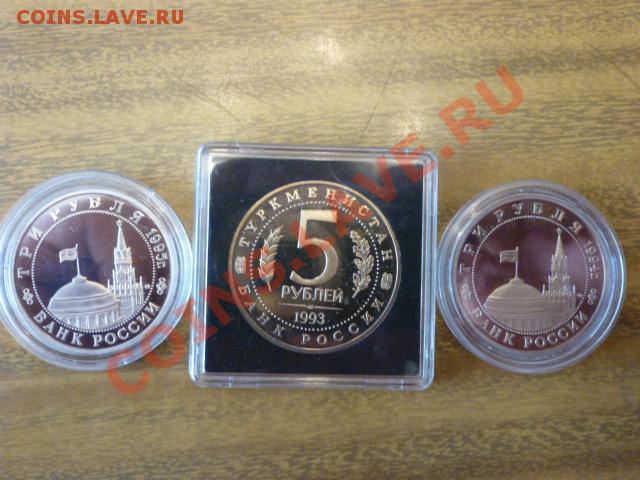 COINS.LAVE.RU
COINS.LAVE.RU
ТРИ РУБЛЯ 1995г.
БАНК РОССИИ
ТУРКМЕНИСТАН
5
РУБЛЕЙ
1993
БАНК РОССИИ
ТРИ РУБЛЯ
БАНК РОССИИ